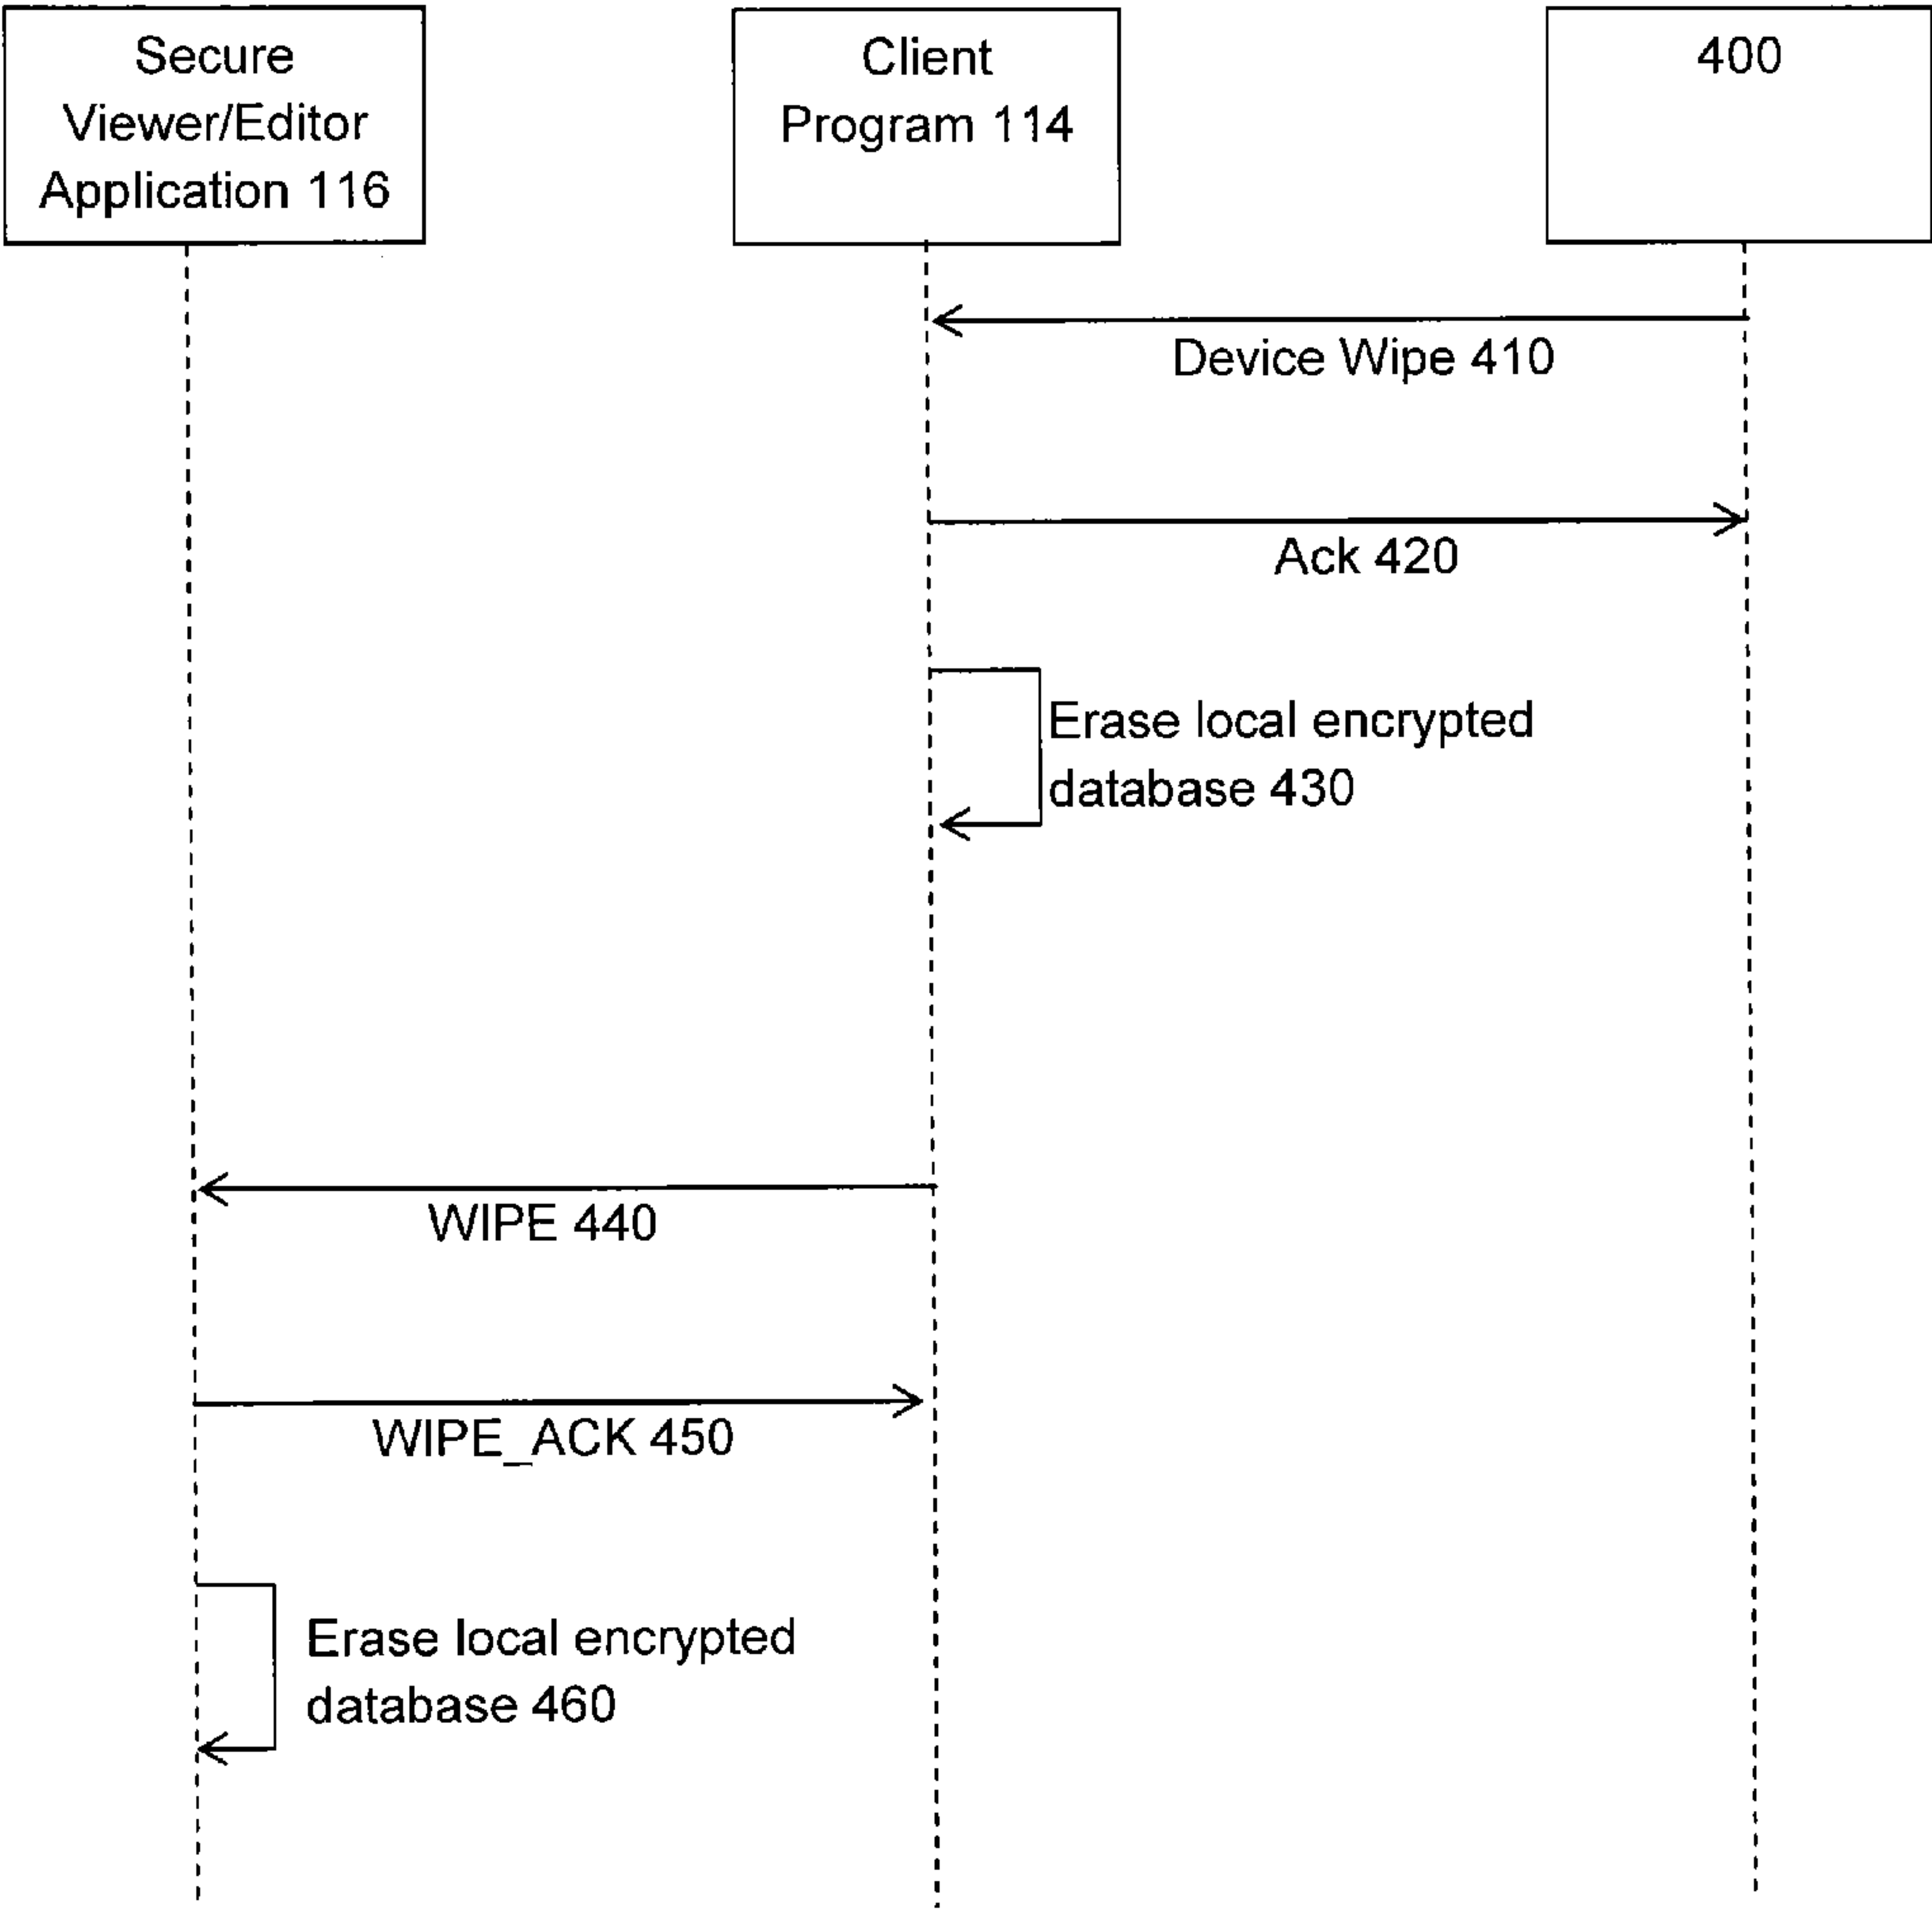 Secure
Viewer/Editor
Application 116
Client
Program 114
400
Device Wipe 410
Ack 420
Erase local encrypted
database 430
WIPE 440
WIPE_ACK 450
Erase local encrypted
database 460